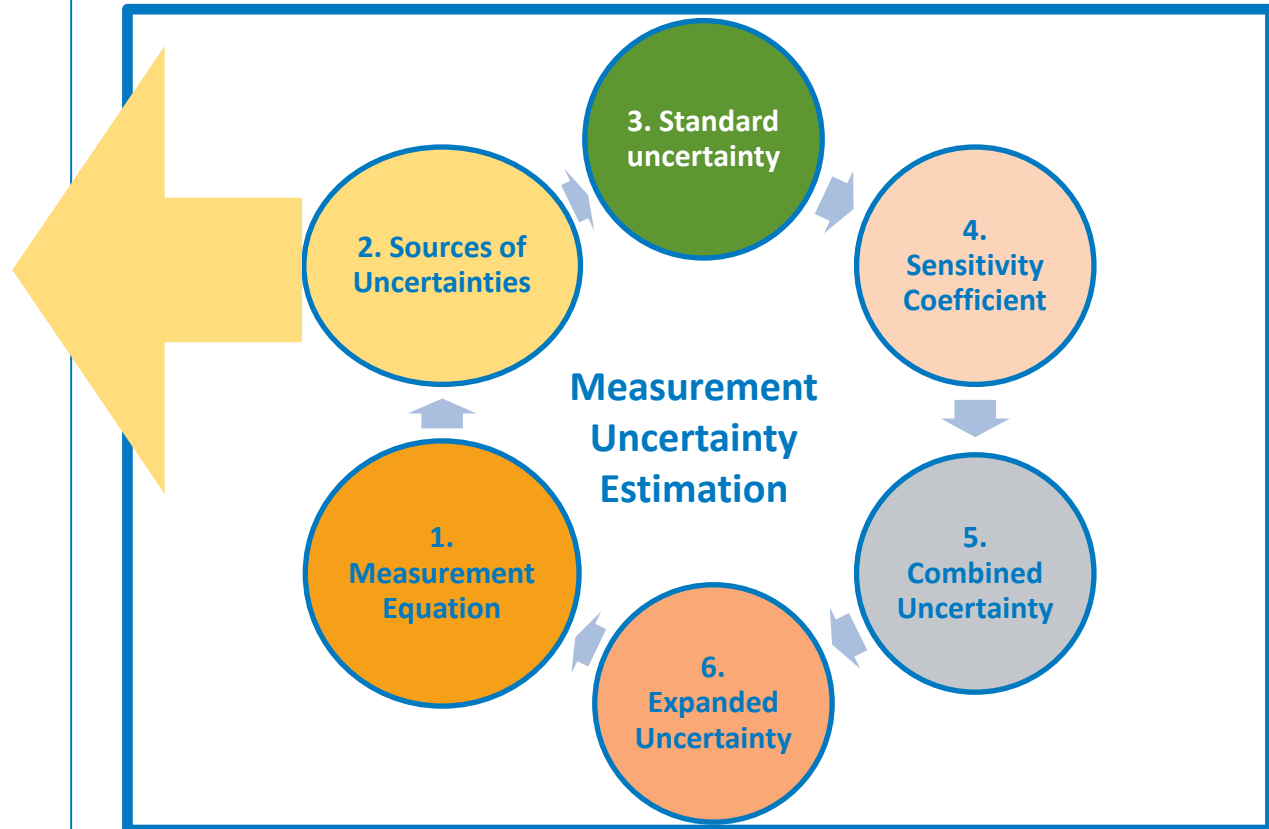 3. Standard
uncertainty
2. Sources of
Uncertainties
4.
Sensitivity
Coefficient
Measurement
Uncertainty
Estimation
1.
Measurement
Equation
5.
Combined
Uncertainty
6.
Expanded
Uncertainty